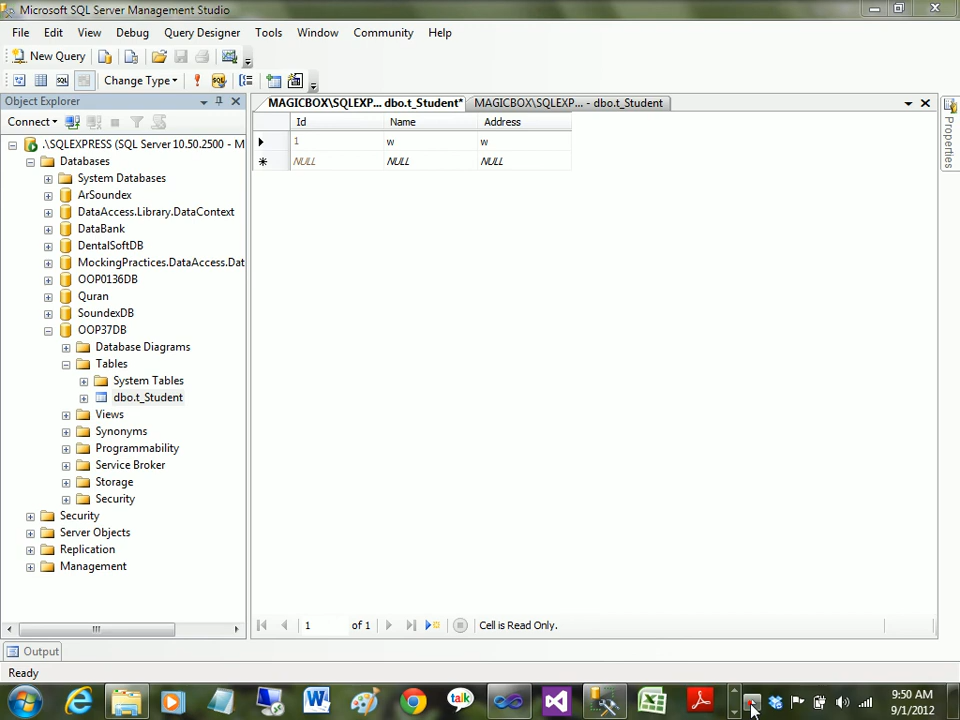 Microsoft SQL Server Management Studio
File Edit View Debug Query Designer Tools Window Community Help
New Query
Change Type
Object Explorer
MAGICBOX\SQLEXP... dbo.t_Student*
MAGICBOX\SQLEXP... - dbo.t_Student
Connect
Id Name Address
1 w w
NULL NULL NULL
.\SQLEXPRESS (SQL Server 10.50.2500 - M
Databases
System Databases
ArSoundex
DataAccess.Library.DataContext
DataBank
DentalSoftDB
MockingPractices.DataAccess.Dat
OOP0136DB
Quran
SoundexDB
OOP37DB
Database Diagrams
Tables
System Tables
dbo.t_Student
Views
Synonyms
Programmability
Service Broker
Storage
Security
Security
Server Objects
Replication
Management
Properties
1 of 1 Cell is Read Only.
Output
Ready
talk
9:50 AM
9/1/2012